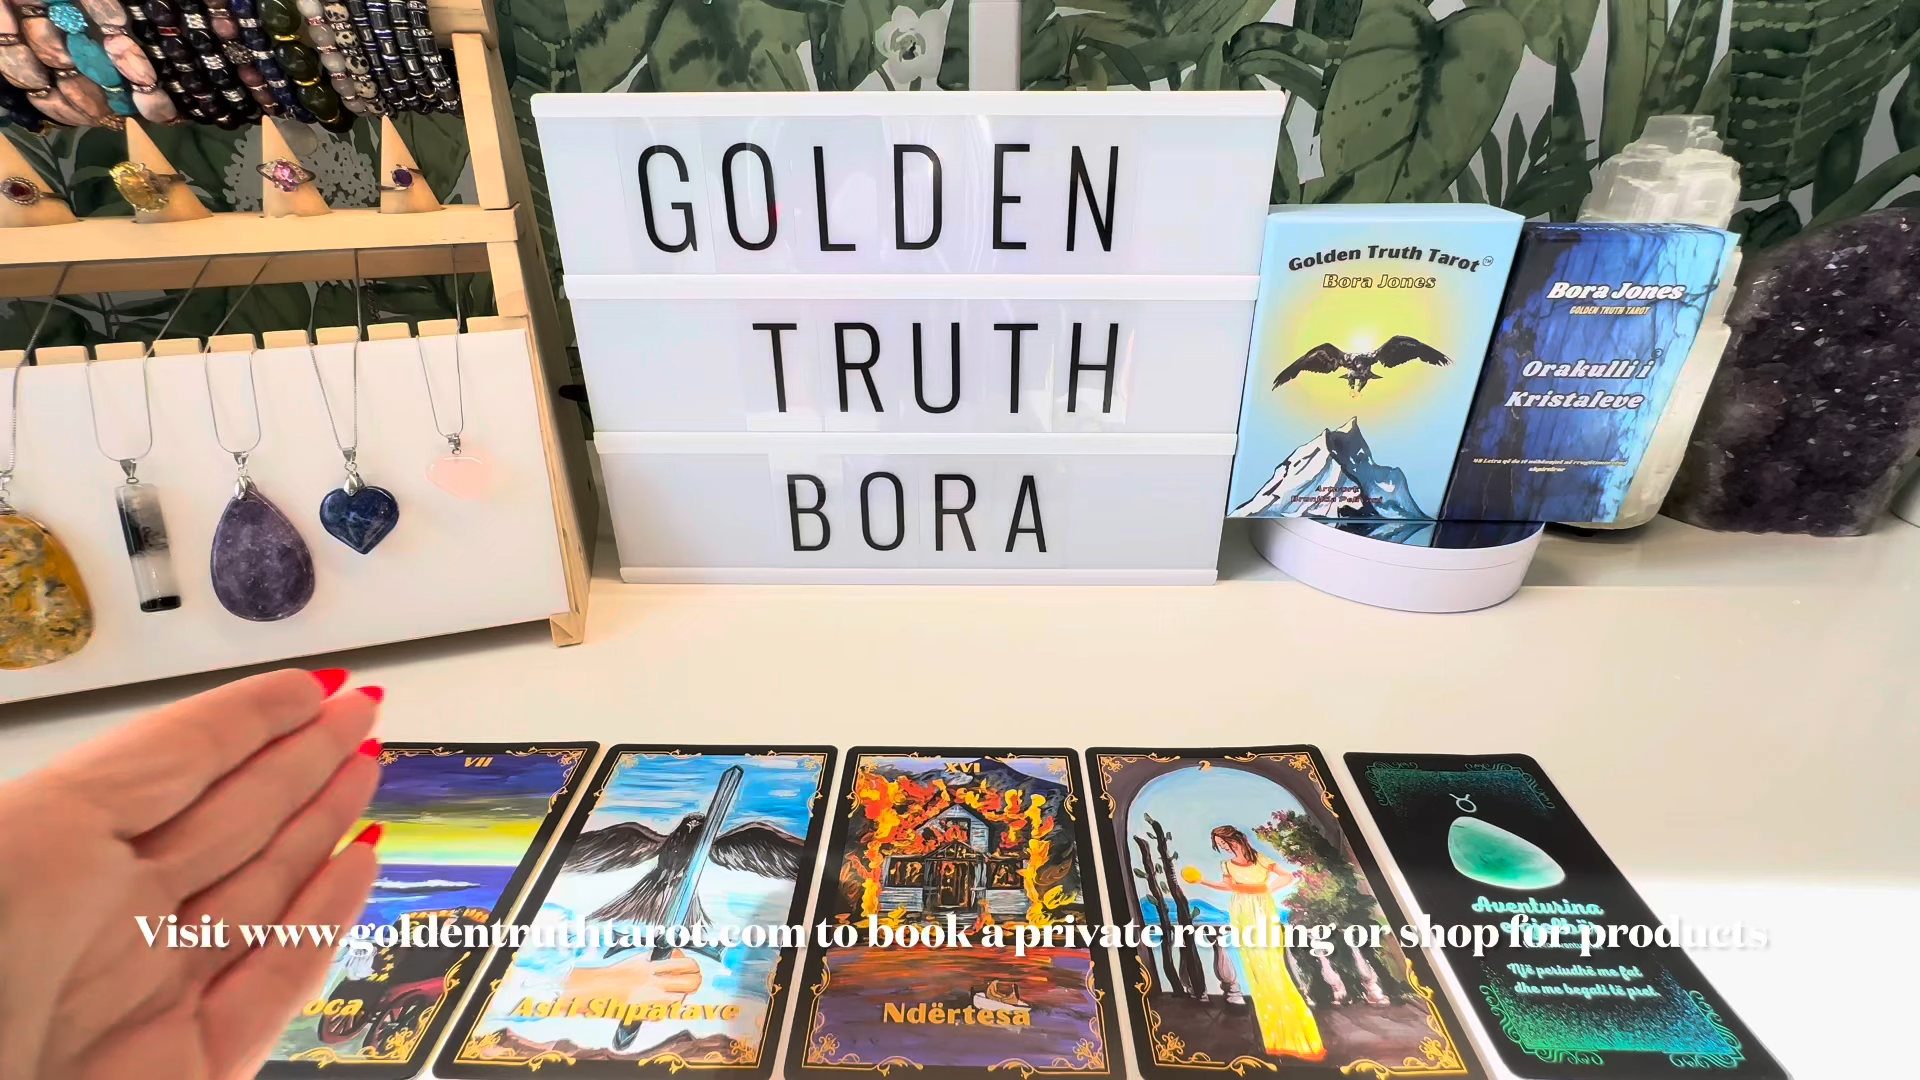 GOLDEN
TRUTH
BORA
Golden Truth Tarot™
Bora Jones
Bora Jones
GOLDEN TRUTH TAROT
Orakulli i
Kristaleve
VII
XVI
2
Asi i Shpatave
Ndërtesa
Aventurina
Një periudhë me fat
dhe me begati të pret.
Visit www.goldentruthtarot.com to book a private reading or shop for products